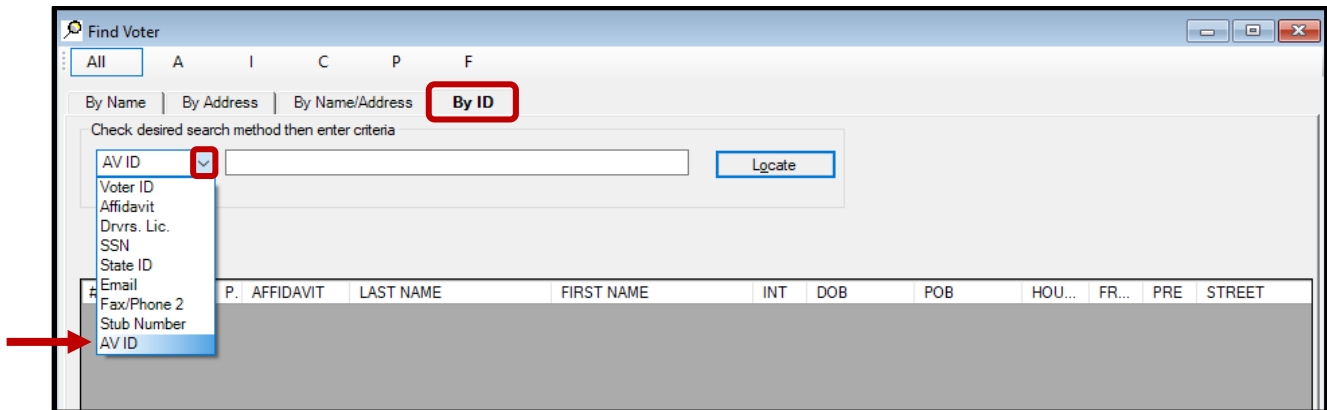 Find Voter
All A I C P F
By Name By Address By Name/Address By ID
Check desired search method then enter criteria
AV ID Locate
Voter ID
Affidavit
Drvrs. Lic.
SSN
State ID
Email
Fax/Phone 2
Stub Number
AV ID
# P. AFFIDAVIT LAST NAME FIRST NAME INT DOB POB HOU... FR... PRE STREET